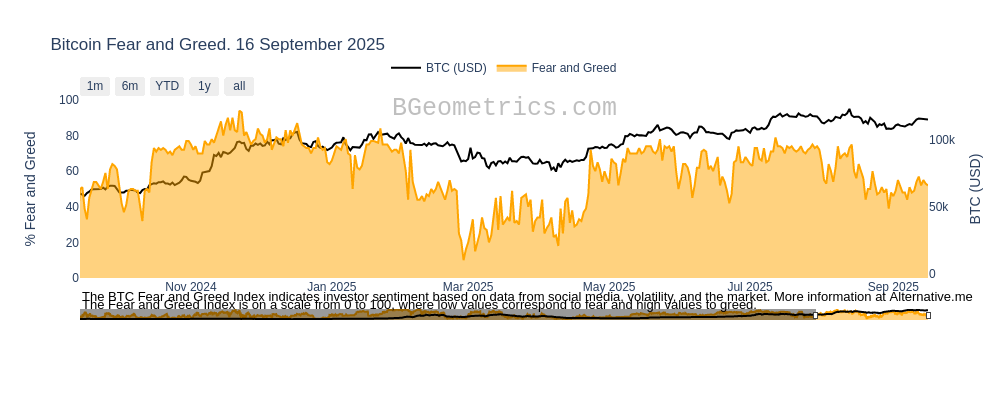 Bitcoin Fear and Greed. 16 September 2025
BTC (USD) Fear and Greed
1m 6m YTD 1y all
BGeometrics.com
% Fear and Greed
100
80
60
40
20
0
100k
50k
0
BTC (USD)
Nov 2024 Jan 2025 Mar 2025 May 2025 Jul 2025 Sep 2025
The BTC Fear and Greed Index indicates investor sentiment based on data from social media, volatility, and the market. More information at Alternative.me
The Fear and Greed Index is on a scale from 0 to 100, where low values correspond to fear and high values to greed.